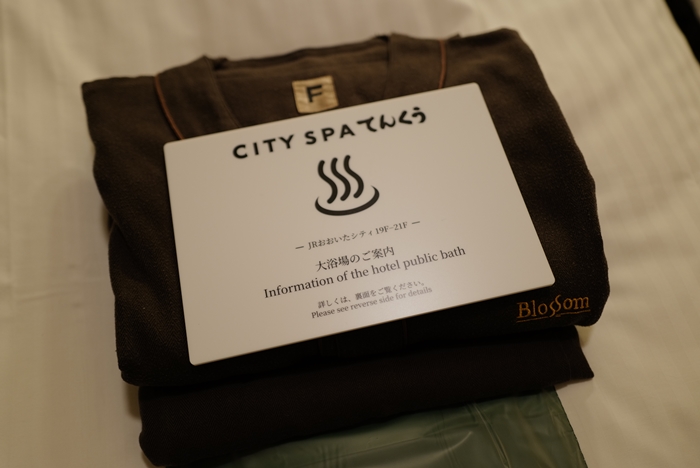 F
CITY SPA てんくう
— JRおおいたシティ 19F-21F —
大浴場のご案内
Information of the hotel public bath
詳しくは、裏面をご覧ください。
Please see reverse side for details
Blossom